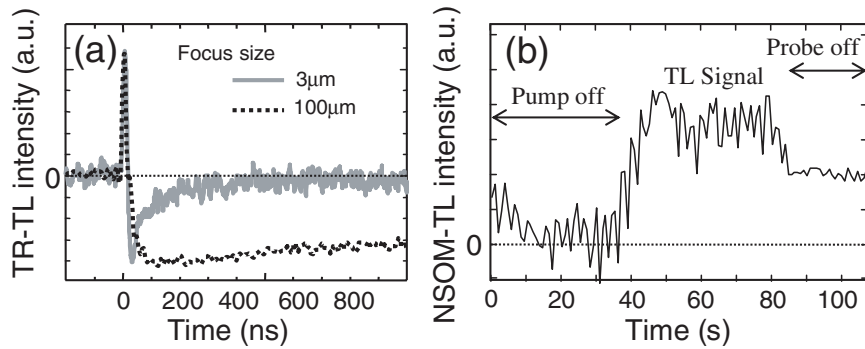 (a)
Focus size
3μm
100μm
TR-TL intensity (a.u.)
0
0 200 400 600 800
Time (ns)
(b)
Probe off
TL Signal
Pump off
NSOM-TL intensity (a.u.)
0
0 20 40 60 80 100
Time (s)